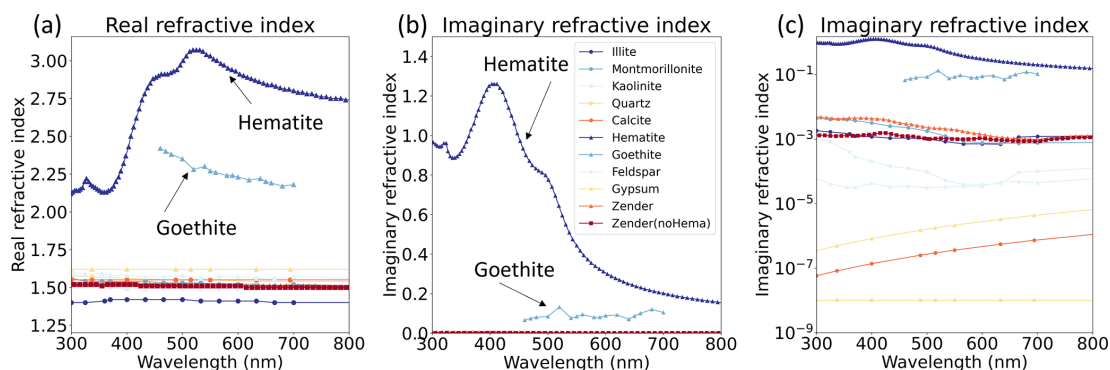 (a) Real refractive index
Real refractive index
3.00
2.75
2.50
2.25
2.00
1.75
1.50
1.25
300 400 500 600 700 800
Wavelength (nm)
Hematite
Goethite
(b) Imaginary refractive index
Imaginary refractive index
1.4
1.2
1.0
0.8
0.6
0.4
0.2
0.0
300 400 500 600 700 800
Wavelength (nm)
Hematite
Goethite
Illite
Montmorillonite
Kaolinite
Quartz
Calcite
Hematite
Goethite
Feldspar
Gypsum
Zender
Zender(noHema)
(c) Imaginary refractive index
Imaginary refractive index
10−1
10−3
10−5
10−7
10−9
300 400 500 600 700 800
Wavelength (nm)